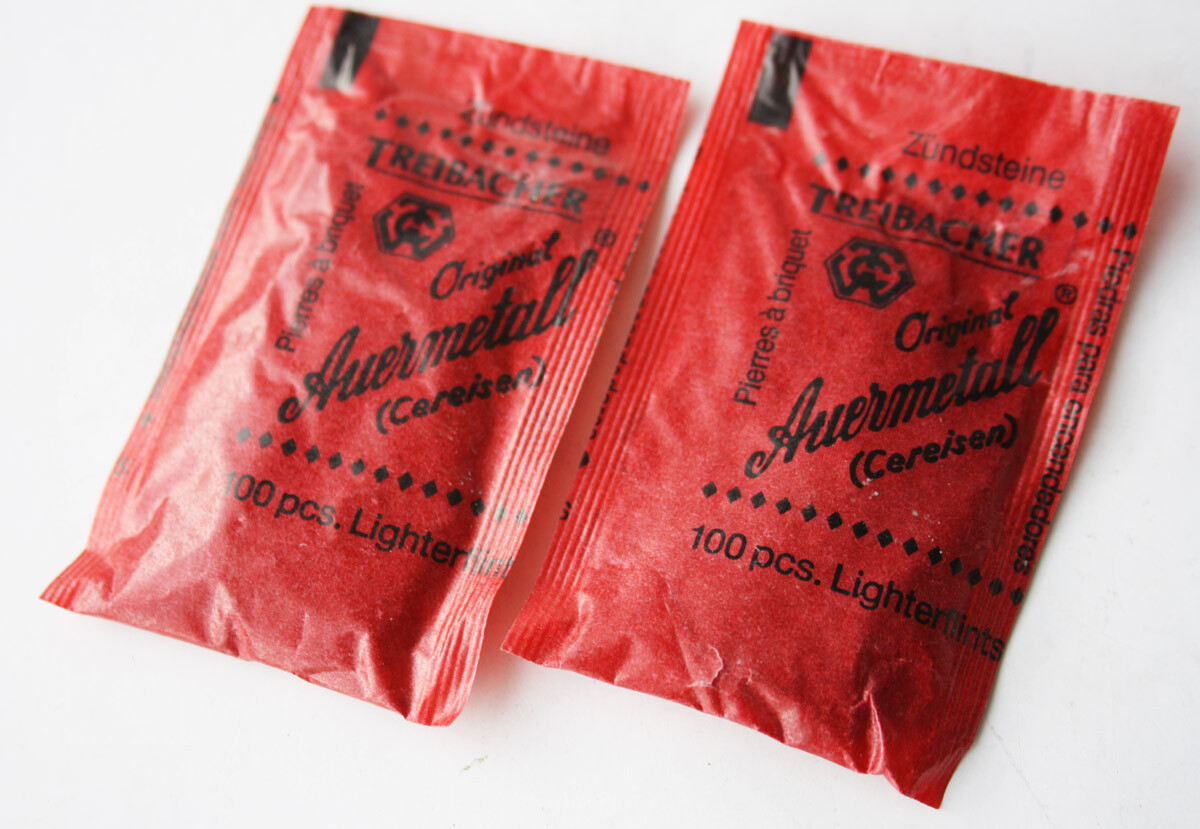 Zündsteine
TREIBACHER
Pierres à briquet
Original
Auermetall®
(Cereisen)
100 pcs. Lighterflints
Zündsteine
TREIBACHER
Pierres à briquet
Original
Auermetall®
(Cereisen)
Piedras para encendedores
100 pcs. Lighterflints